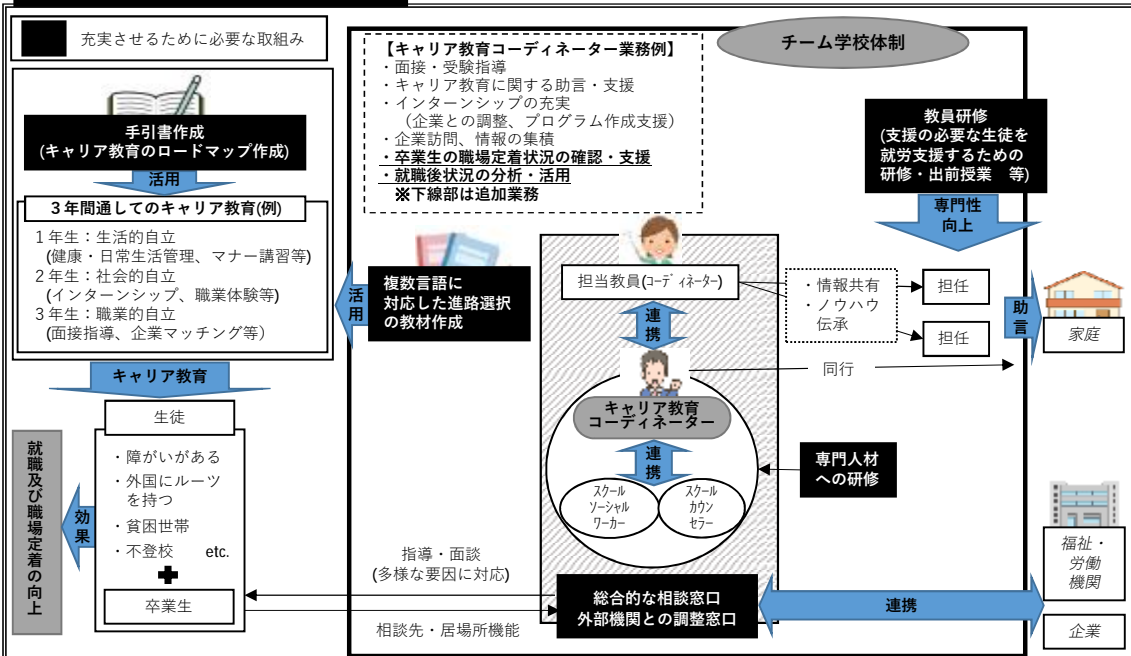 充実させるために必要な取組み
手引書作成
(キャリア教育のロードマップ作成)
活用
３年間通してのキャリア教育(例)
１年生：生活的自立
(健康・日常生活管理、マナー講習等)
２年生：社会的自立
(インターンシップ、職業体験等)
３年生：職業的自立
(面接指導、企業マッチング等）
キャリア教育
生徒
・障がいがある
・外国にルーツ
を持つ
・貧困世帯
・不登校　etc.
卒業生
効果
就職及び職場定着の向上
【キャリア教育コーディネーター業務例】
・面接・受験指導
・キャリア教育に関する助言・支援
・インターンシップの充実
（企業との調整、プログラム作成支援）
・企業訪問、情報の集積
・卒業生の職場定着状況の確認・支援
・就職後状況の分析・活用
※下線部は追加業務
チーム学校体制
教員研修
(支援の必要な生徒を
就労支援するための
研修・出前授業　等)
専門性
向上
活用
複数言語に
対応した進路選択
の教材作成
担当教員(ｺｰﾃﾞｨﾈｰﾀｰ)
連携
・情報共有
・ノウハウ
伝承
担任
担任
助言
家庭
同行
キャリア教育
コーディネーター
連携
ｽｸｰﾙ
ｿｰｼｬﾙ
ﾜｰｶｰ
ｽｸｰﾙ
ｶｳﾝ
ｾﾗｰ
専門人材
への研修
指導・面談
(多様な要因に対応)
相談先・居場所機能
総合的な相談窓口
外部機関との調整窓口
連携
福祉・
労働
機関
企業